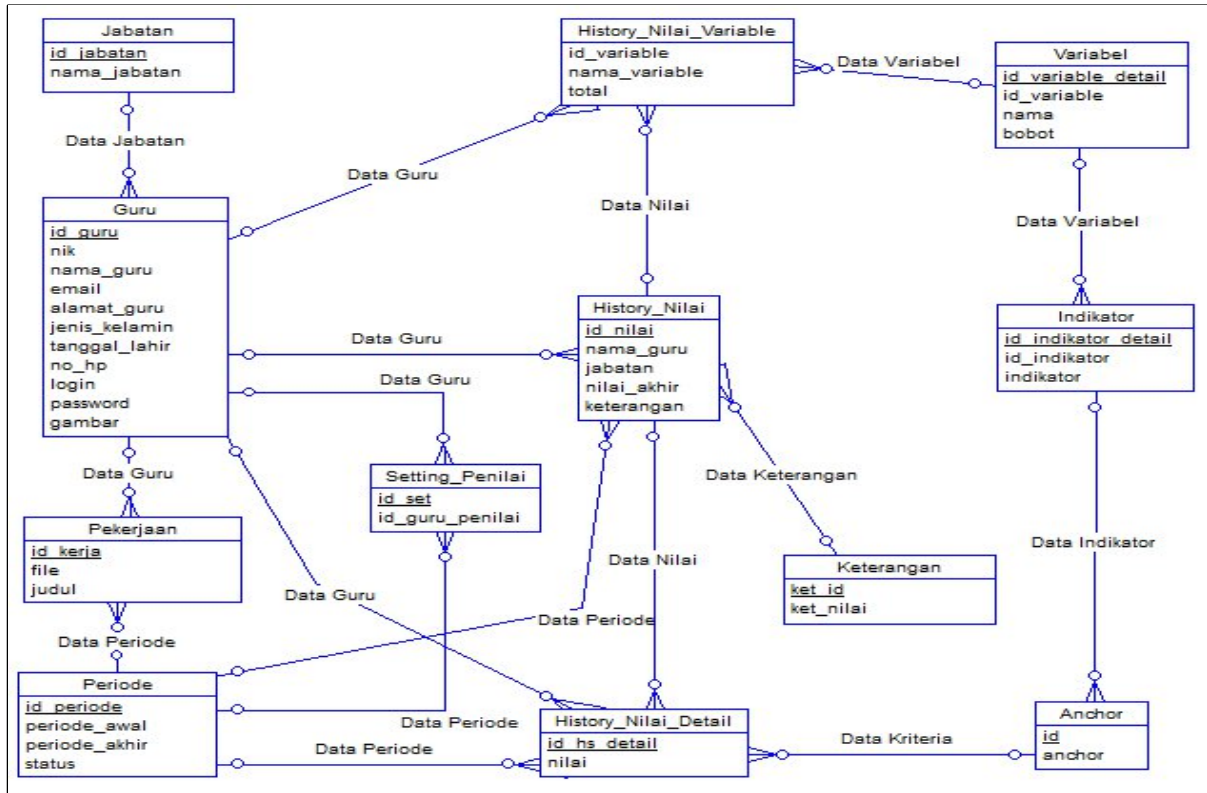 Jabatan
id_jabatan
nama_jabatan
Data Jabatan
Guru
id_guru
nik
nama_guru
email
alamat_guru
jenis_kelamin
tanggal_lahir
no_hp
login
password
gambar
Data Guru
Pekerjaan
id_kerja
file
judul
Data Periode
Periode
id_periode
periode_awal
periode_akhir
status
History_Nilai_Variable
id_variable
nama_variable
total
Data Guru
Data Nilai
Data Guru
Data Guru
History_Nilai
id_nilai
nama_guru
jabatan
nilai_akhir
keterangan
Setting_Penilai
id_set
id_guru_penilai
Data Guru
Data Nilai
Data Periode
Data Periode
Data Periode
History_Nilai_Detail
id_hs_detail
nilai
Data Variabel
Variabel
id_variable_detail
id_variable
nama
bobot
Data Variabel
Indikator
id_indikator_detail
id_indikator
indikator
Data Keterangan
Keterangan
ket_id
ket_nilai
Data Indikator
Data Kriteria
Anchor
id
anchor